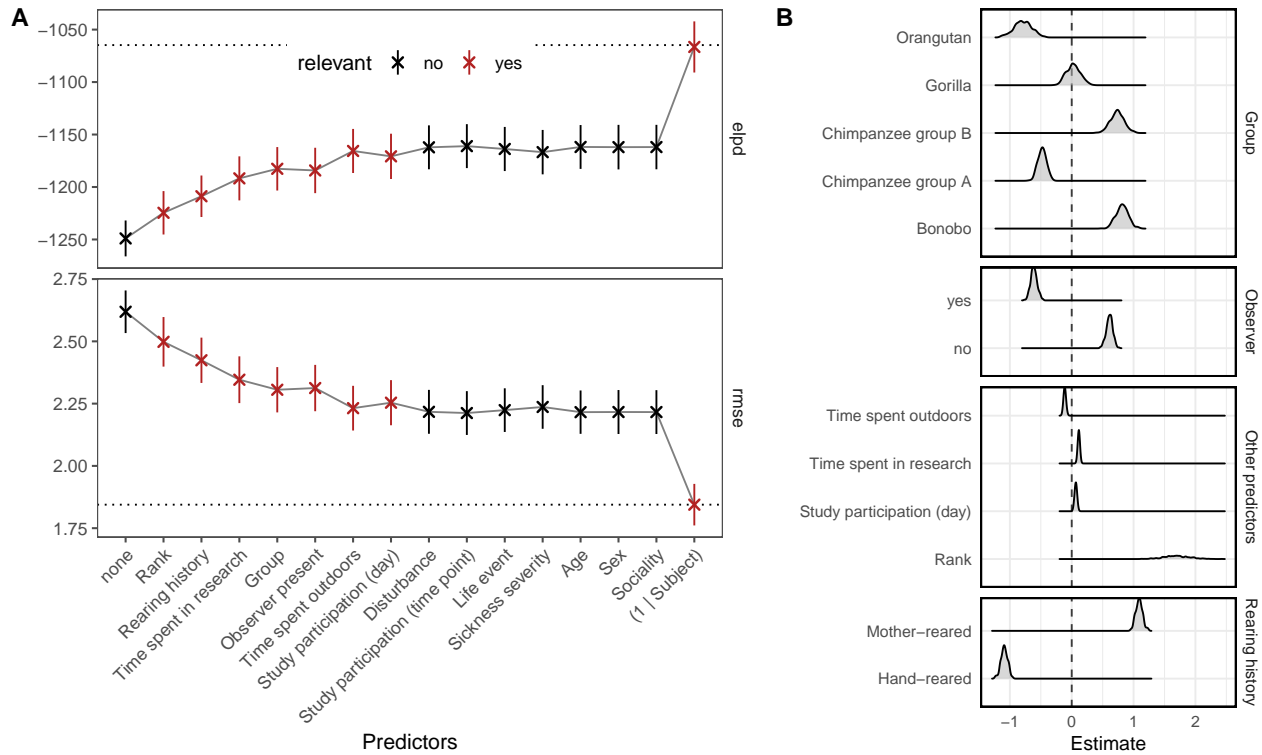 A
−1050
−1100
−1150
−1200
−1250
relevant no yes
elpd
2.75
2.50
2.25
2.00
1.75
rmse
none
Rank
Rearing history
Time spent in research
Group
Observer present
Time spent outdoors
Study participation (day)
Disturbance
Study participation (time point)
Life event
Sickness severity
Age
Sex
Sociality
(1 | Subject)
Predictors
B
Orangutan
Gorilla
Chimpanzee group B
Chimpanzee group A
Bonobo
Group
yes
no
Observer
Time spent outdoors
Time spent in research
Study participation (day)
Rank
Other predictors
Mother−reared
Hand−reared
Rearing history
−1 0 1 2
Estimate